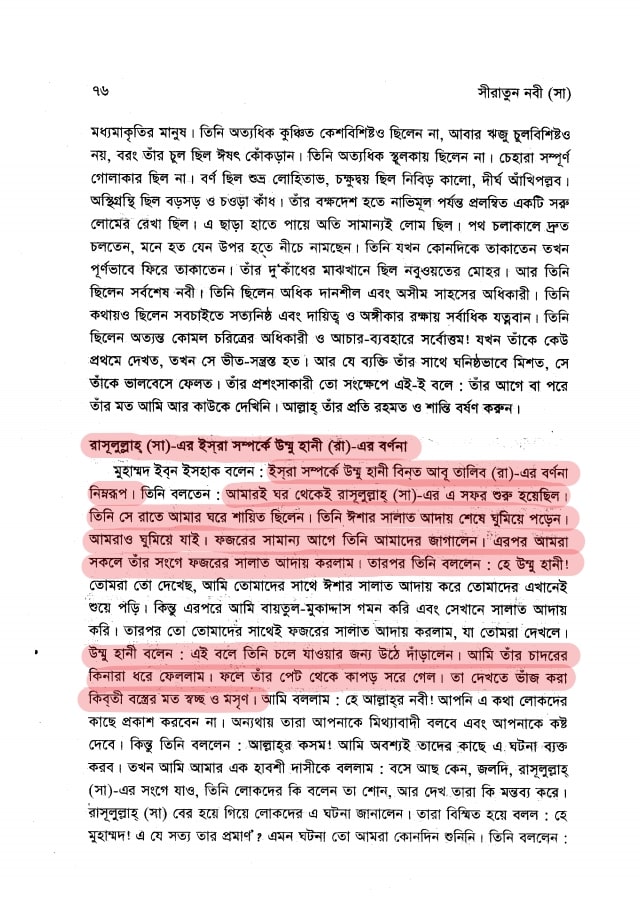 ৭৬ সীরাতুন নবী (সা)
মধ্যমাকৃতির মানুষ। তিনি অত্যধিক কুঞ্চিত কেশবিশিষ্টও ছিলেন না, আবার ঋজু চুলবিশিষ্টও
নয়, বরং তাঁর চুল ছিল ঈষৎ কোঁকড়ান। তিনি অত্যধিক স্থূলকায় ছিলেন না। চেহারা সম্পূর্ণ
গোলাকার ছিল না। বর্ণ ছিল শুভ্র লোহিতাভ, চক্ষুদ্বয় ছিল নিবিড় কালো, দীর্ঘ আঁখিপল্লব।
অস্থিগ্রন্থি ছিল বড়সড় ও চওড়া কাঁধ। তাঁর বক্ষদেশ হতে নাভিমূল পর্যন্ত প্রলম্বিত একটি সরু
লোমের রেখা ছিল। এ ছাড়া হাতে পায়ে অতি সামান্যই লোম ছিল। পথ চলাকালে দ্রুত
চলতেন, মনে হত যেন উপর হতে নীচে নামছেন। তিনি যখন কোনদিকে তাকাতেন তখন
পূর্ণভাবে ফিরে তাকাতেন। তাঁর দু'কাঁধের মাঝখানে ছিল নবুওয়তের মোহর। আর তিনি
ছিলেন সর্বশেষ নবী। তিনি ছিলেন অধিক দানশীল এবং অসীম সাহসের অধিকারী। তিনি
কথায়ও ছিলেন সবচাইতে সত্যনিষ্ঠ এবং দায়িত্ব ও অঙ্গীকার রক্ষায় সর্বাধিক যত্নবান। তিনি
ছিলেন অত্যন্ত কোমল চরিত্রের অধিকারী ও আচার-ব্যবহারে সর্বোত্তম! যখন তাঁকে কেউ
প্রথমে দেখত, তখন সে ভীত-সন্ত্রস্ত হত। আর যে ব্যক্তি তাঁর সাথে ঘনিষ্ঠভাবে মিশত, সে
তাঁকে ভালবেসে ফেলত। তাঁর প্রশংসাকারী তো সংক্ষেপে এই-ই বলে : তাঁর আগে বা পরে
তাঁর মত আমি আর কাউকে দেখিনি। আল্লাহ্ তাঁর প্রতি রহমত ও শান্তি বর্ষণ করুন।
রাসূলুল্লাহ্ (সা)-এর ইস্‌রা সম্পর্কে উম্মু হানী (রা)-এর বর্ণনা
মুহাম্মদ ইব্‌ন ইসহাক বলেন : ইস্‌রা সম্পর্কে উম্মু হানী বিন্‌ত আবূ তালিব (রা)-এর বর্ণনা
নিম্নরূপ। তিনি বলতেন : আমারই ঘর থেকেই রাসূলুল্লাহ্ (সা)-এর এ সফর শুরু হয়েছিল।
তিনি সে রাতে আমার ঘরে শায়িত ছিলেন। তিনি ঈশার সালাত আদায় শেষে ঘুমিয়ে পড়েন।
আমরাও ঘুমিয়ে যাই। ফজরের সামান্য আগে তিনি আমাদের জাগালেন। এরপর আমরা
সকলে তাঁর সংগে ফজরের সালাত আদায় করলাম। তারপর তিনি বললেন : হে উম্মু হানী!
তোমরা তো দেখেছ, আমি তোমাদের সাথে ঈশার সালাত আদায় করে তোমাদের এখানেই
শুয়ে পড়ি। কিন্তু এরপরে আমি বায়তুল-মুকাদ্দাস গমন করি এবং সেখানে সালাত আদায়
করি। তারপর তো তোমাদের সাথেই ফজরের সালাত আদায় করলাম, যা তোমরা দেখলে।
উম্মু হানী বলেন : এই বলে তিনি চলে যাওয়ার জন্য উঠে দাঁড়ালেন। আমি তাঁর চাদরের
কিনারা ধরে ফেললাম। ফলে তাঁর পেট থেকে কাপড় সরে গেল। তা দেখতে ভাঁজ করা
কিব্‌তী বস্ত্রের মত স্বচ্ছ ও মসৃণ। আমি বললাম : হে আল্লাহ্‌র নবী! আপনি এ কথা লোকদের
কাছে প্রকাশ করবেন না। অন্যথায় তারা আপনাকে মিথ্যাবাদী বলবে এবং আপনাকে কষ্ট
দেবে। কিন্তু তিনি বললেন : আল্লাহ্‌র কসম! আমি অবশ্যই তাদের কাছে এ ঘটনা ব্যক্ত
করব। তখন আমি আমার এক হাবশী দাসীকে বললাম : বসে আছ কেন, জলদি, রাসূলুল্লাহ্
(সা)-এর সংগে যাও, তিনি লোকদের কি বলেন তা শোন, আর দেখ তারা কি মন্তব্য করে।
রাসূলুল্লাহ্ (সা) বের হয়ে গিয়ে লোকদের এ ঘটনা জানালেন। তারা বিস্মিত হয়ে বলল : হে
মুহাম্মদ! এ যে সত্য তার প্রমাণ? এমন ঘটনা তো আমরা কোনদিন শুনিনি। তিনি বললেন :